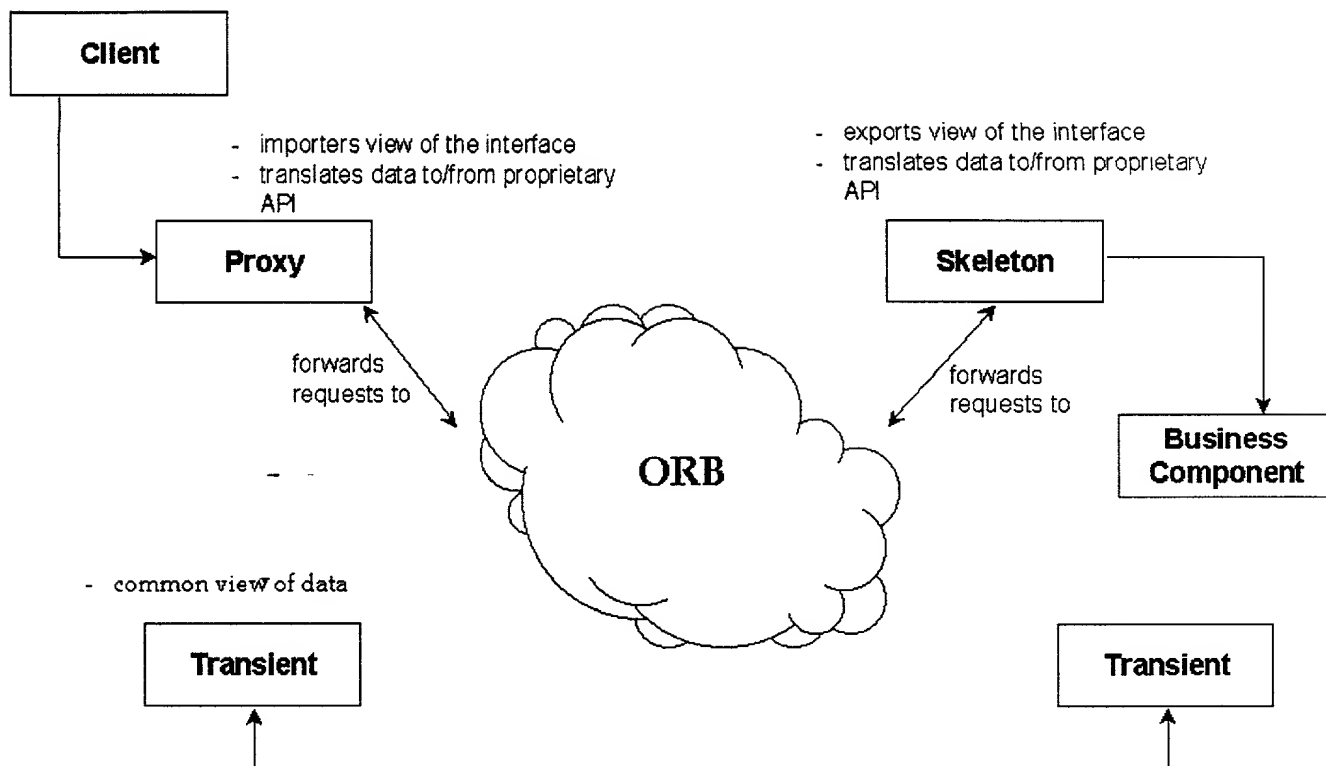 Client
- importers view of the interface
- translates data to/from proprietary
API
- exports view of the interface
- translates data to/from proprietary
API
Proxy
Skeleton
forwards
requests to
forwards
requests to
ORB
Business
Component
- common view of data
Transient
Transient